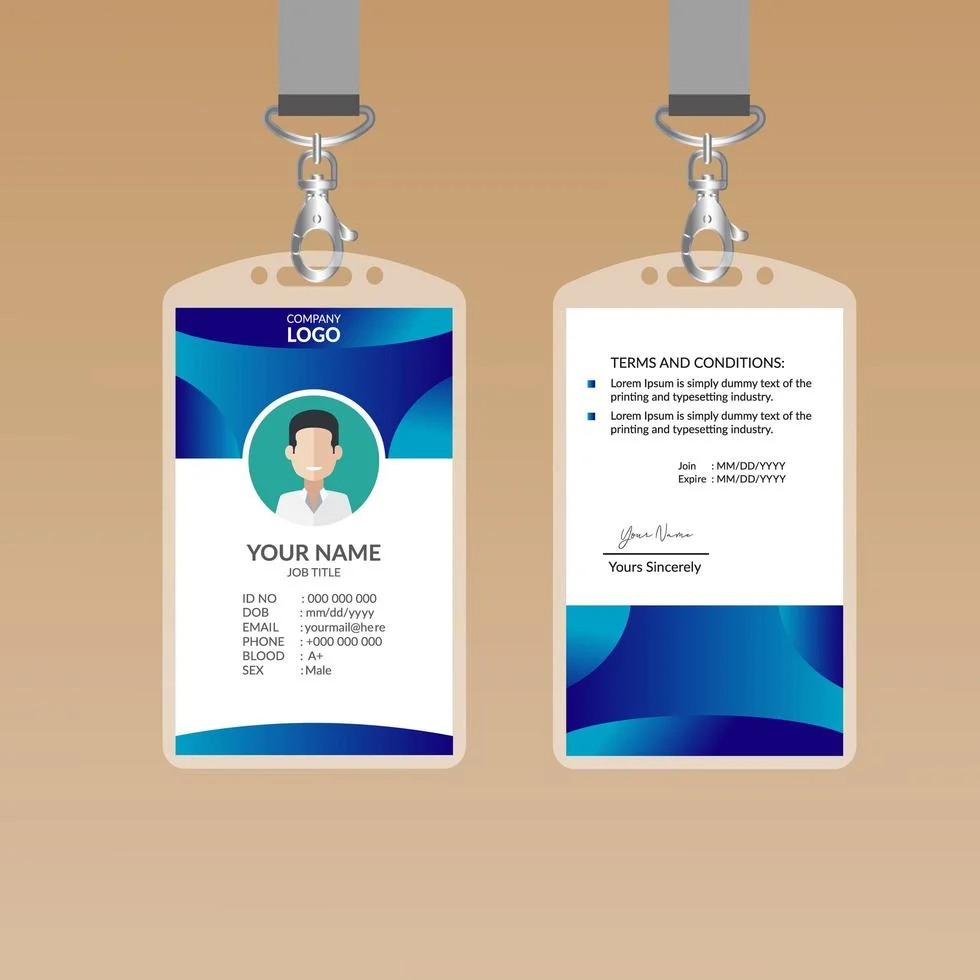 COMPANY
LOGO
YOUR NAME
JOB TITLE
ID NO : 000 000 000
DOB : mm/dd/yyyy
EMAIL : yourmail@here
PHONE : +000 000 000
BLOOD : A+
SEX : Male
TERMS AND CONDITIONS:
Lorem Ipsum is simply dummy text of the
printing and typesetting industry.
Lorem Ipsum is simply dummy text of the
printing and typesetting industry.
Join : MM/DD/YYYY
Expire : MM/DD/YYYY
Your Name
Yours Sincerely